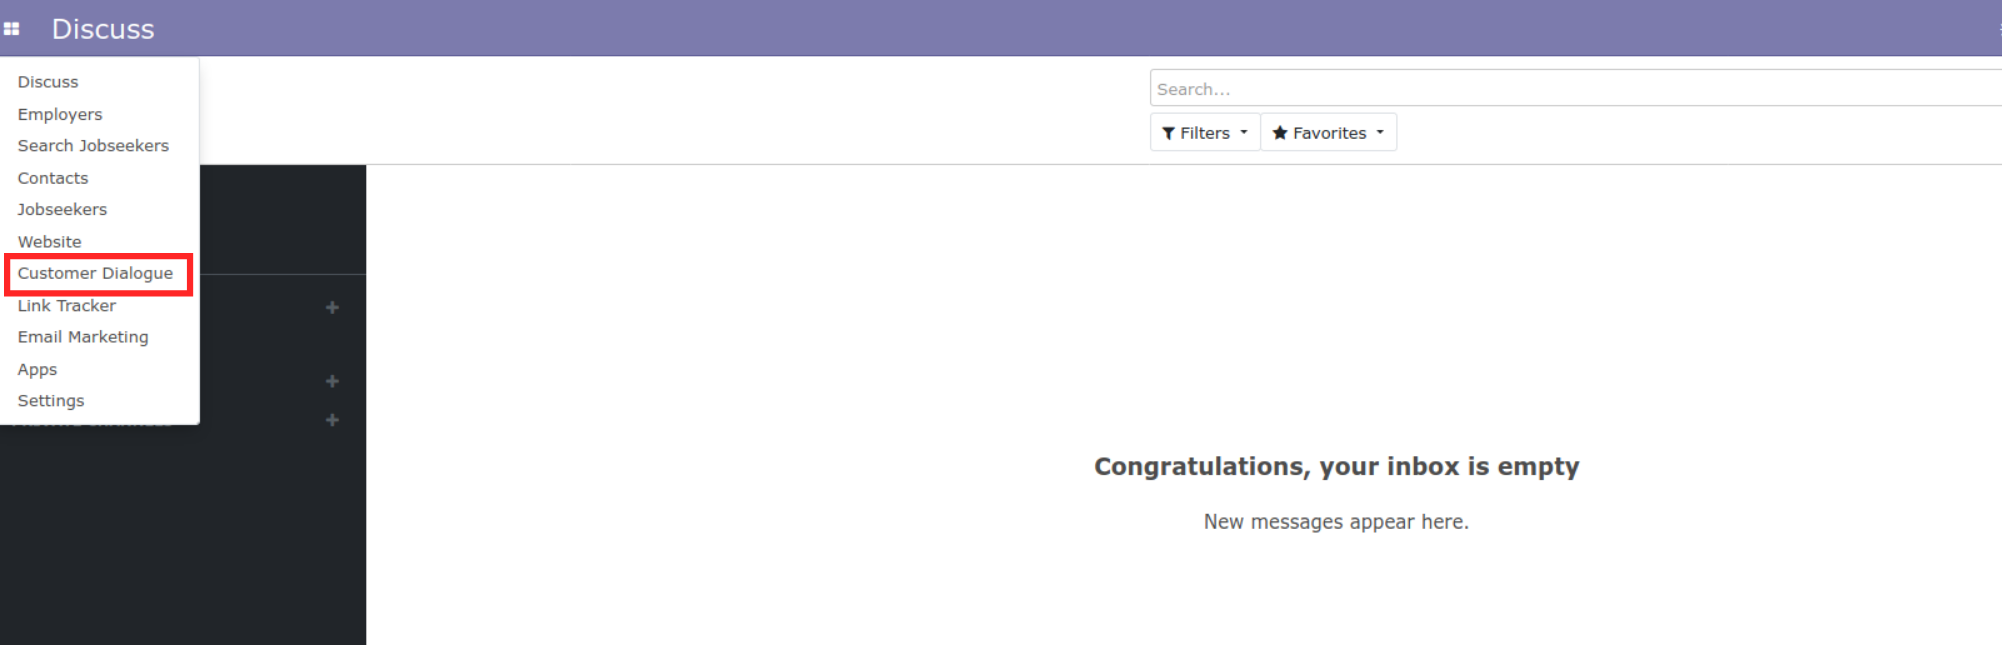 Discuss
Discuss
Employers
Search Jobseekers
Contacts
Jobseekers
Website
Customer Dialogue
Link Tracker
Email Marketing
Apps
Settings
Search...
Filters
Favorites
Congratulations, your inbox is empty
New messages appear here.